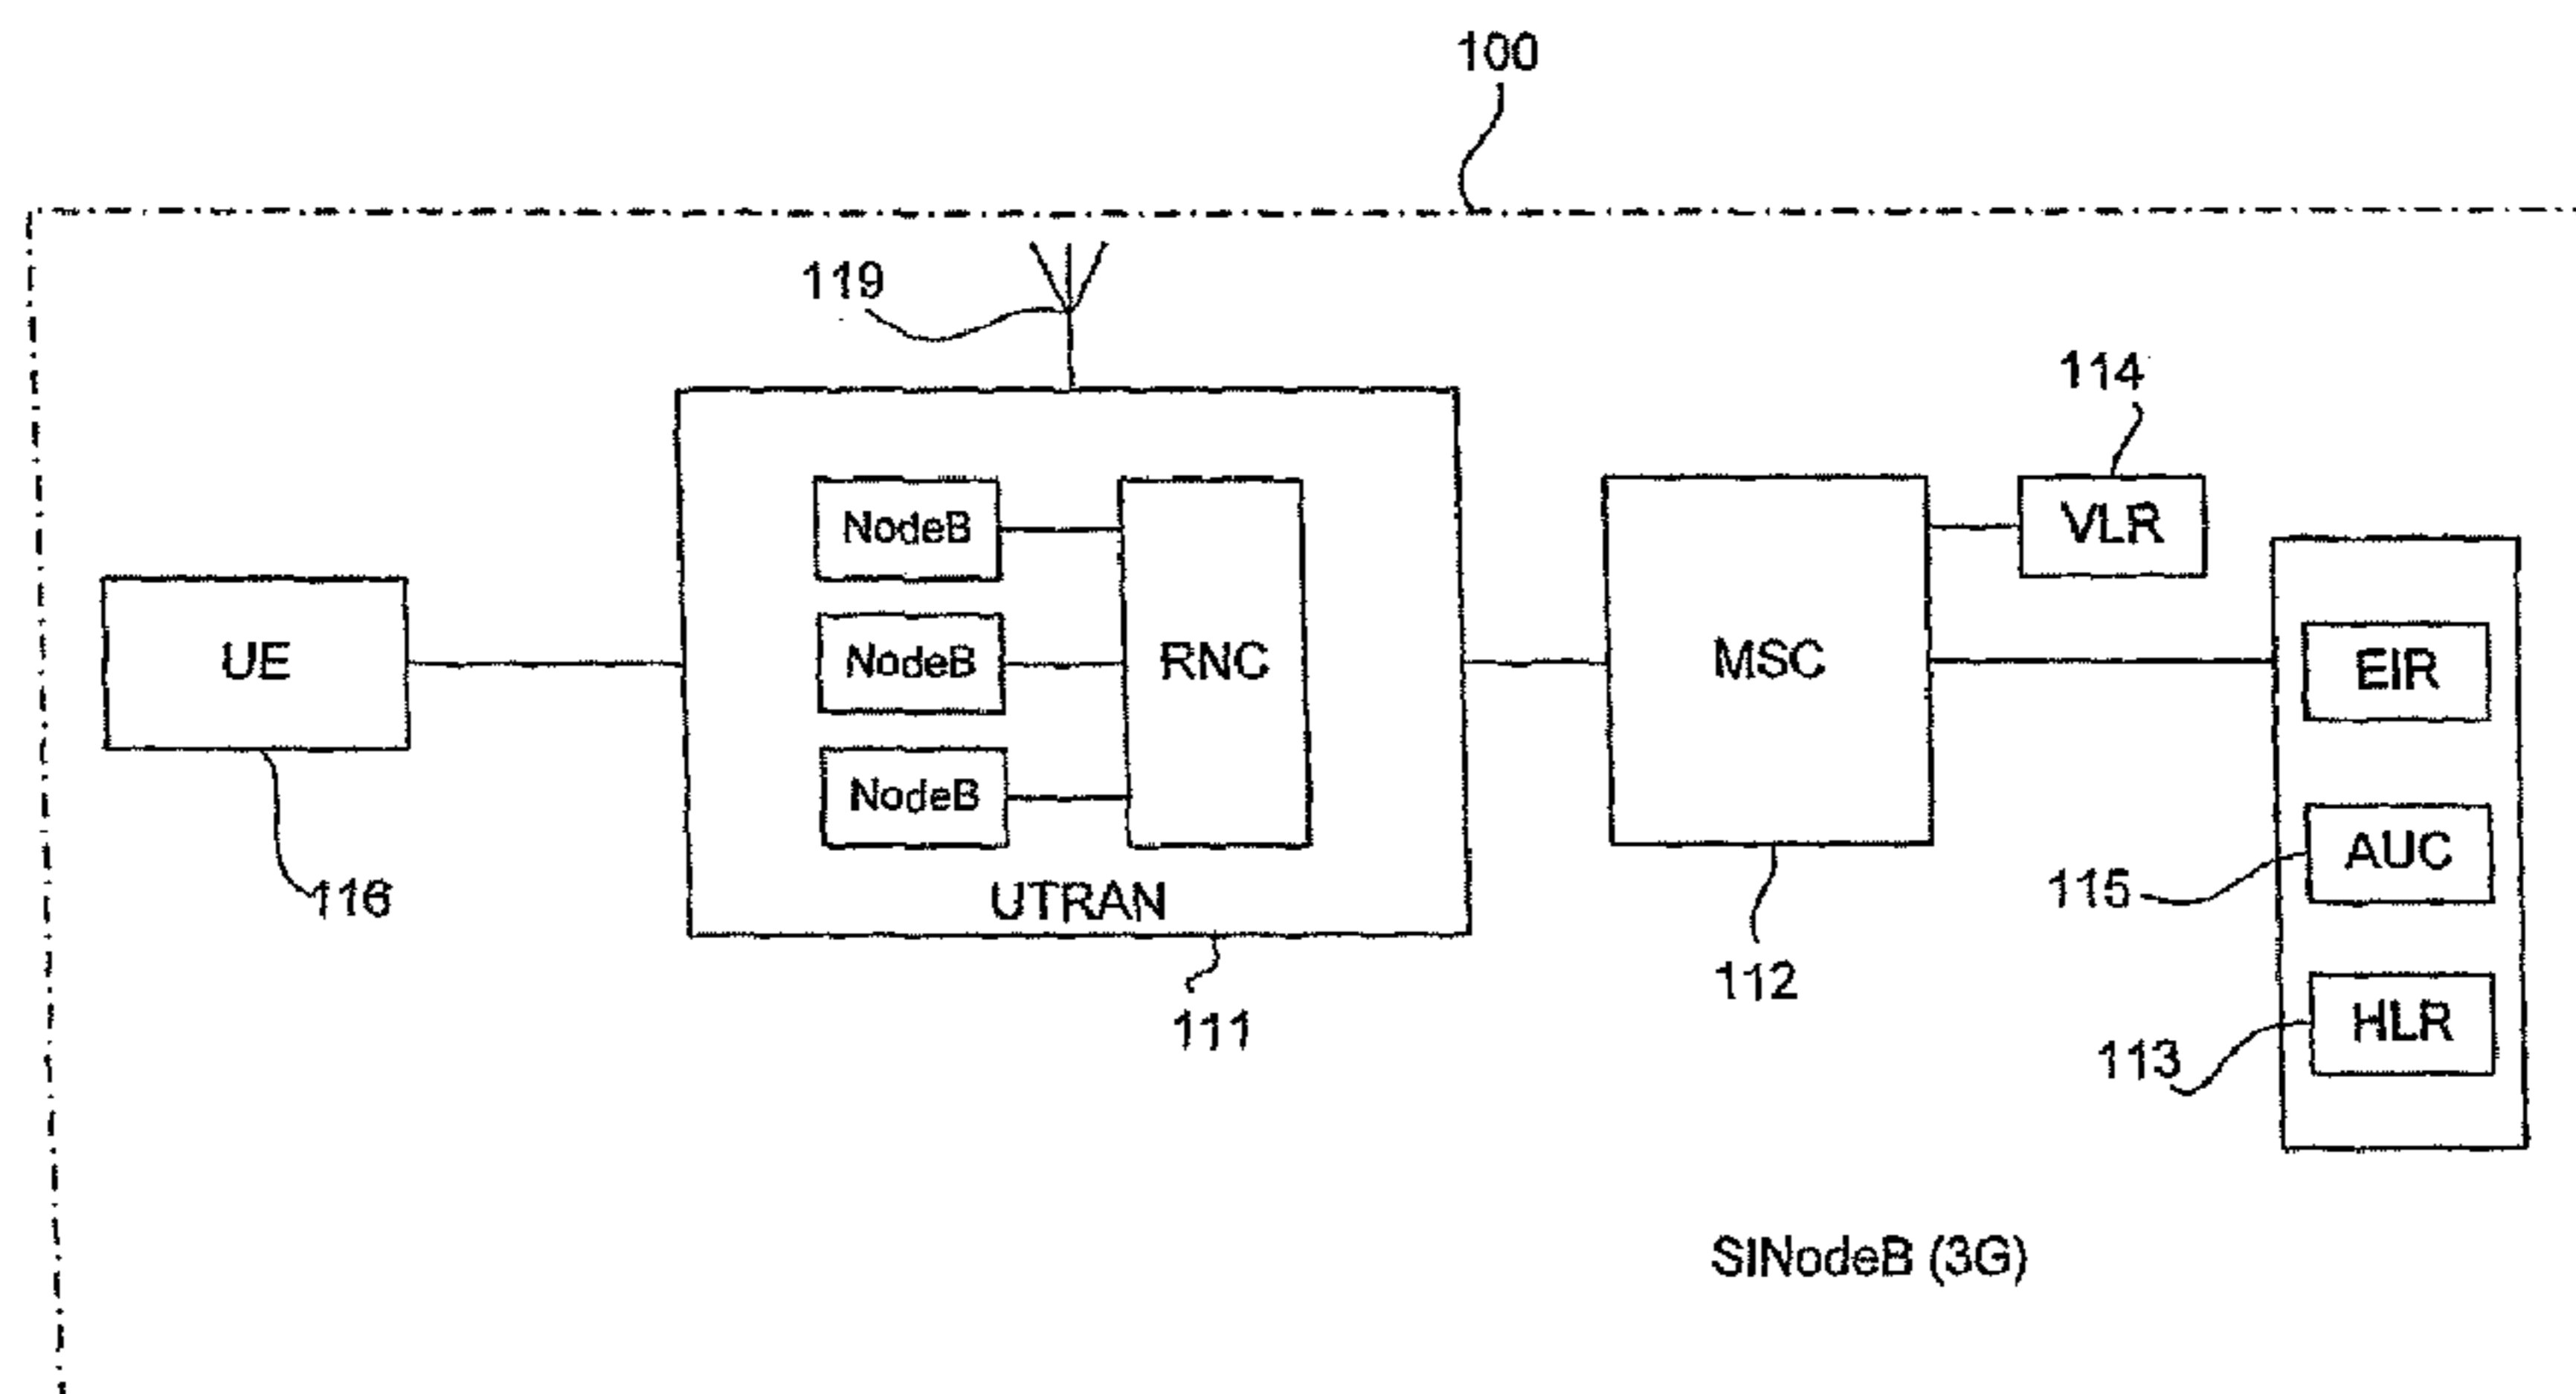 100
119
114
NodeB
VLR
UE
NodeB
RNC
MSC
EIR
NodeB
AUC
115
116
UTRAN
112
111
HLR
113
SINodeB (3G)